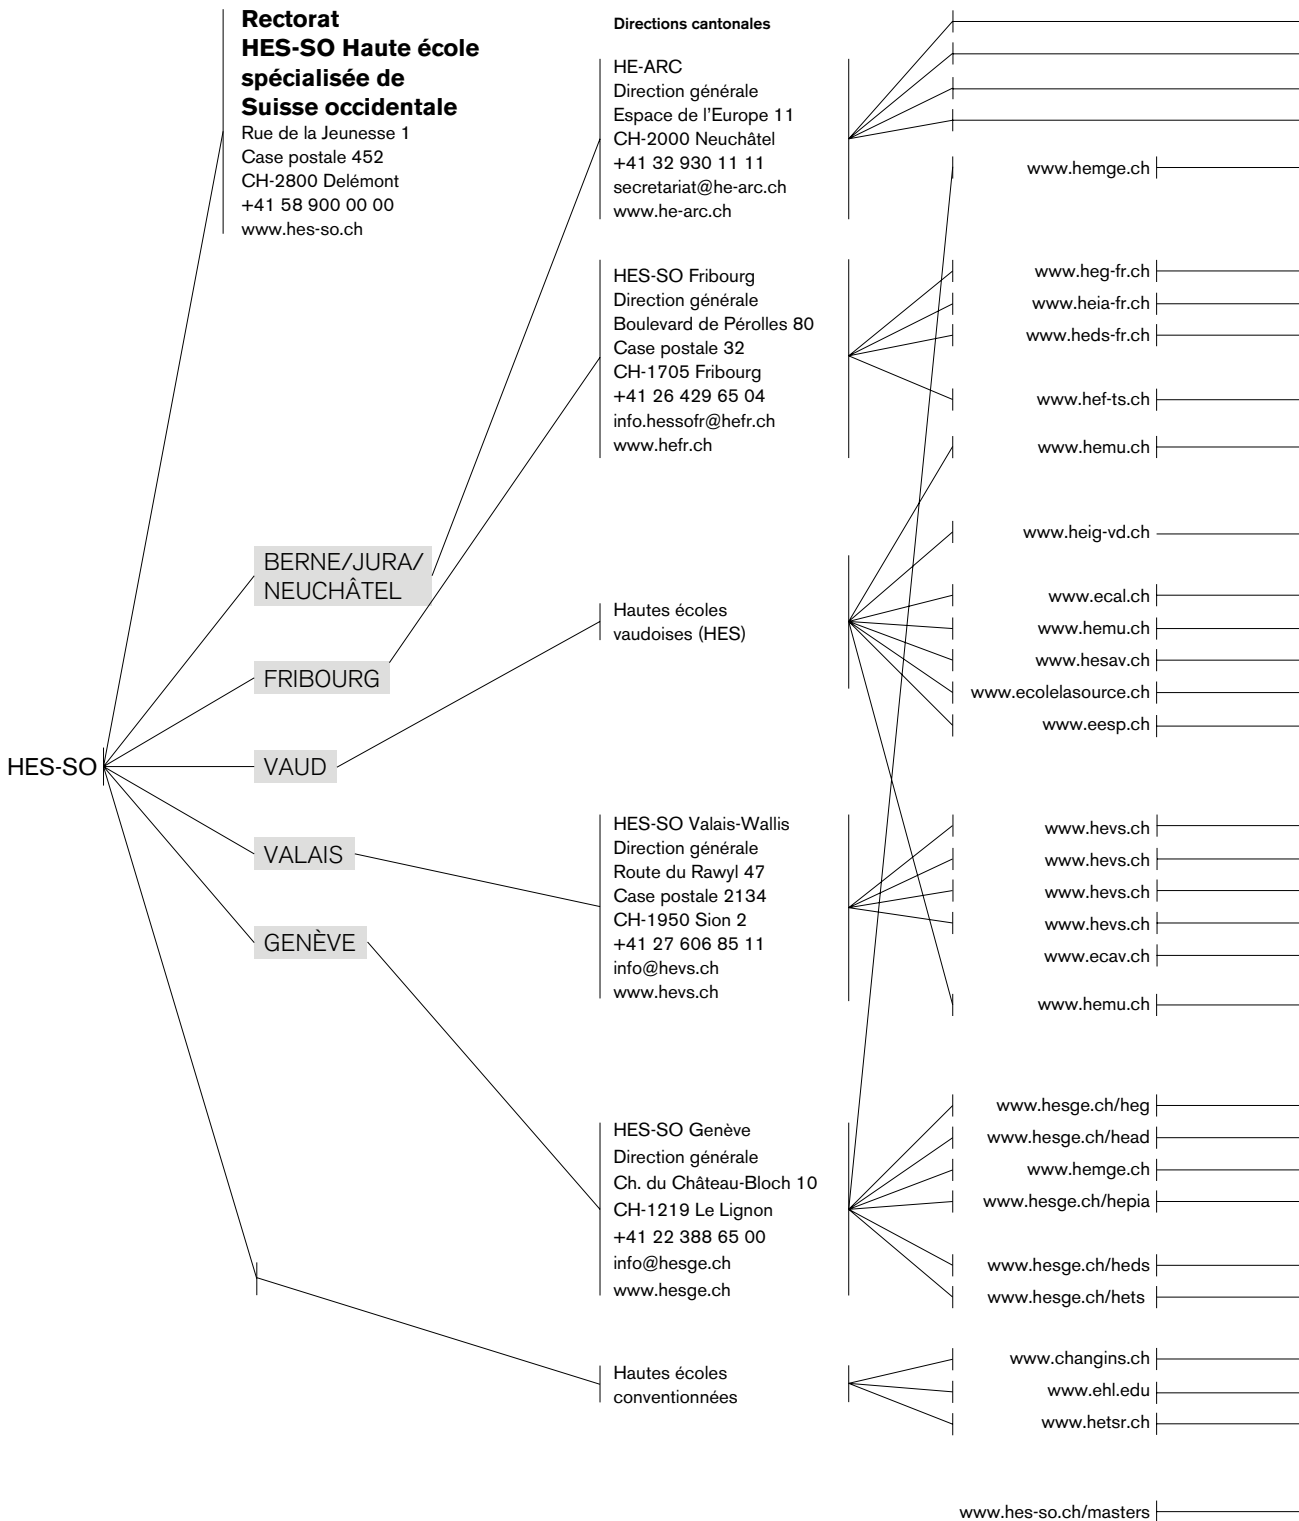 Rectorat
HES-SO Haute école
spécialisée de
Suisse occidentale
Rue de la Jeunesse 1
Case postale 452
CH-2800 Delémont
+41 58 900 00 00
www.hes-so.ch
HES-SO
BERNE/JURA/
NEUCHÂTEL
FRIBOURG
VAUD
VALAIS
GENÈVE
Directions cantonales
HE-ARC
Direction générale
Espace de l'Europe 11
CH-2000 Neuchâtel
+41 32 930 11 11
secretariat@he-arc.ch
www.he-arc.ch
HES-SO Fribourg
Direction générale
Boulevard de Pérolles 80
Case postale 32
CH-1705 Fribourg
+41 26 429 65 04
info.hessofr@hefr.ch
www.hefr.ch
Hautes écoles
vaudoises (HES)
HES-SO Valais-Wallis
Direction générale
Route du Rawyl 47
Case postale 2134
CH-1950 Sion 2
+41 27 606 85 11
info@hevs.ch
www.hevs.ch
HES-SO Genève
Direction générale
Ch. du Château-Bloch 10
CH-1219 Le Lignon
+41 22 388 65 00
info@hesge.ch
www.hesge.ch
Hautes écoles
conventionnées
www.hemge.ch
www.heg-fr.ch
www.heia-fr.ch
www.heds-fr.ch
www.hef-ts.ch
www.hemu.ch
www.heig-vd.ch
www.ecal.ch
www.hemu.ch
www.hesav.ch
www.ecolelasource.ch
www.eesp.ch
www.hevs.ch
www.hevs.ch
www.hevs.ch
www.hevs.ch
www.ecav.ch
www.hemu.ch
www.hesge.ch/heg
www.hesge.ch/head
www.hemge.ch
www.hesge.ch/hepia
www.hesge.ch/heds
www.hesge.ch/hets
www.changins.ch
www.ehl.edu
www.hetsr.ch
www.hes-so.ch/masters